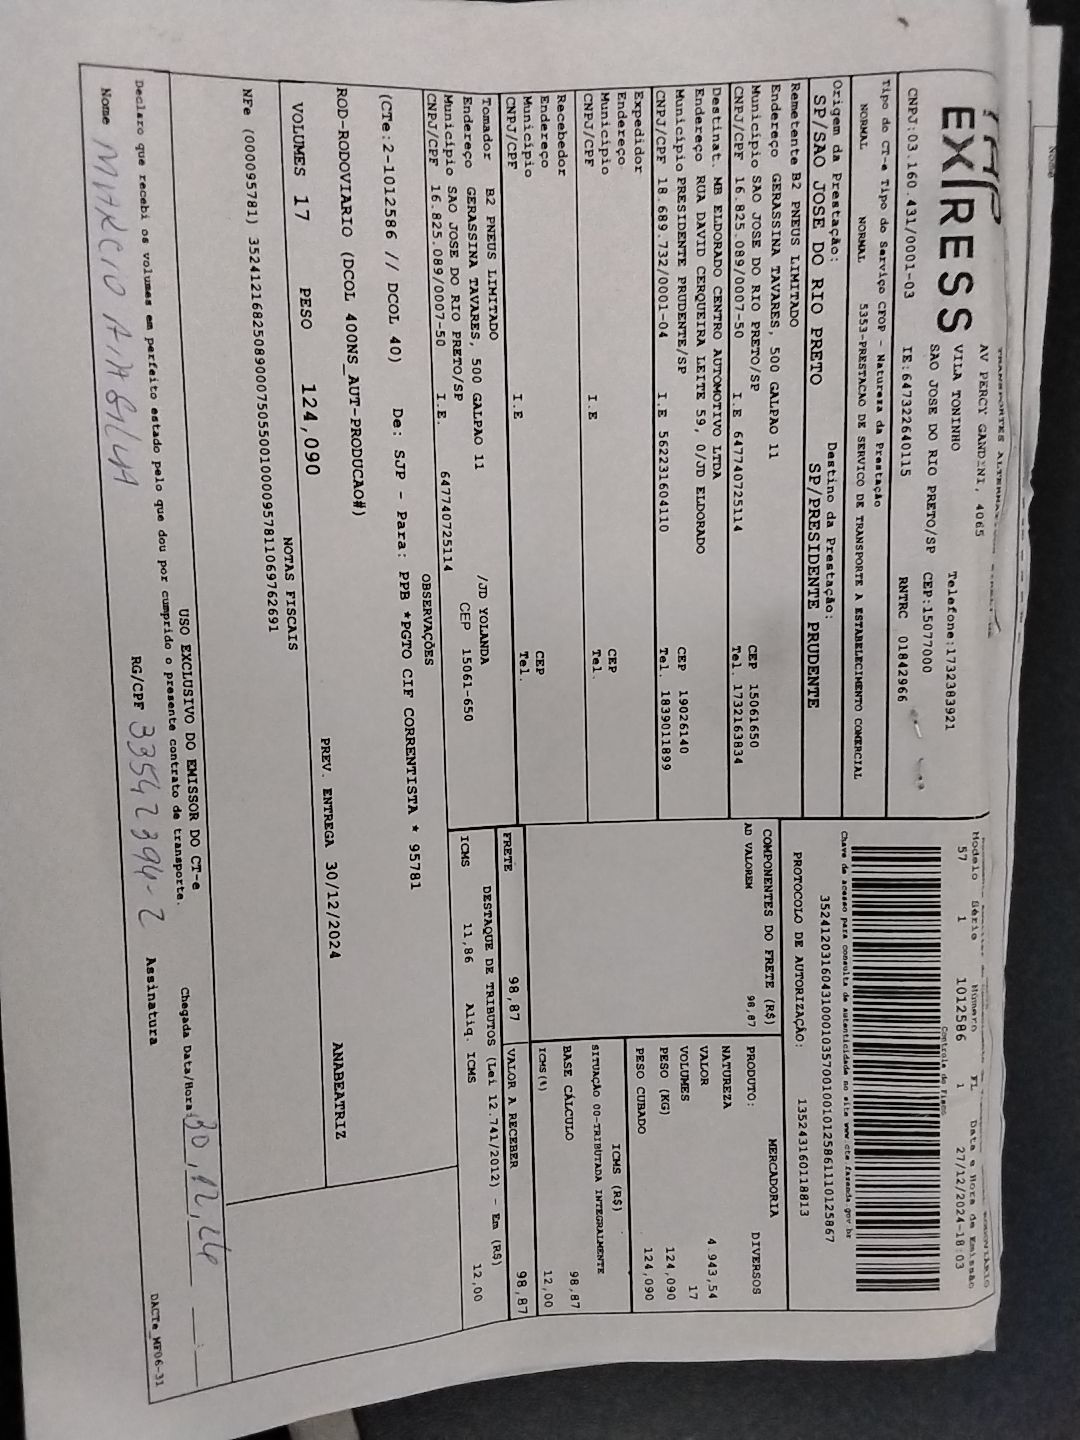 EX/RESS
AV PERCY GANDINI, 4065
VILA TONINHO Telefone:1732383921
SAO JOSE DO RIO PRETO/SP CEP:15077000
CNPJ:03.160.431/0001-03 IE:647322640115 RNTRC 01842966
Modelo Série Número FL Data e Hora de Emissão
57 1 1012586 1 27/12/2024-18:03
Controle do Fisco
Chave de acesso para consulta de autenticidade no site www.cte.fazenda.gov.br
35241203160431000103570010010125861110125867
PROTOCOLO DE AUTORIZAÇÃO: 135243160118813
Tipo do CT-e Tipo do Serviço CFOP - Natureza da Prestação
NORMAL NORMAL 5353-PRESTACAO DE SERVICO DE TRANSPORTE A ESTABELECIMENTO COMERCIAL
Origem da Prestação: Destino da Prestação:
SP/SAO JOSE DO RIO PRETO SP/PRESIDENTE PRUDENTE
Remetente B2 PNEUS LIMITADO
Endereço GERASSINA TAVARES, 500 GALPAO 11
Município SAO JOSE DO RIO PRETO/SP CEP 15061650
CNPJ/CPF 16.825.089/0007-50 I.E 647740725114 Tel. 1732163834
Destinat. MB ELDORADO CENTRO AUTOMOTIVO LTDA
Endereço RUA DAVID CERQUEIRA LEITE 59, 0/JD ELDORADO
Município PRESIDENTE PRUDENTE/SP CEP 19026140
CNPJ/CPF 18.689.732/0001-04 I.E 562231604110 Tel. 1839011899
Expedidor
Endereço
Município CEP
CNPJ/CPF I.E Tel.
Recebedor
Endereço
Município CEP
CNPJ/CPF I.E Tel.
Tomador B2 PNEUS LIMITADO
Endereço GERASSINA TAVARES, 500 GALPAO 11 /JD YOLANDA
Município SAO JOSE DO RIO PRETO/SP CEP 15061-650
CNPJ/CPF 16.825.089/0007-50 I.E. 647740725114
COMPONENTES DO FRETE (R$)
AD VALOREM 98,87
FRETE 98,87
PRODUTO: MERCADORIA
NATUREZA DIVERSOS
VALOR 4.943,54
VOLUMES 17
PESO (KG) 124,090
PESO CUBADO 124,090
ICMS (R$)
SITUAÇÃO 00-TRIBUTADA INTEGRALMENTE
BASE CÁLCULO 98,87
ICMS(%) 12,00
VALOR A RECEBER 98,87
DESTAQUE DE TRIBUTOS (Lei 12.741/2012) - Em (R$)
ICMS 11,86 Aliq. ICMS 12,00
OBSERVAÇÕES
(CTe:2-1012586 // DCOL 40) De: SJP - Para: PPB *PGTO CIF CORRENTISTA * 95781
ROD-RODOVIARIO (DCOL 400NS_AUT-PRODUCAO#)
VOLUMES 17 PESO 124,090 PREV. ENTREGA 30/12/2024 ANABEATRIZ
NOTAS FISCAIS
NFe (000095781) 35241216825089000750550010000957811069762691
USO EXCLUSIVO DO EMISSOR DO CT-e
Declaro que recebi os volumes em perfeito estado pelo que dou por cumprido o presente contrato de transporte.
Chegada Data/Hora 30,12,24
Nome MARCIO RG/CPF 33542394-2 Assinatura
DACTe_MF06-31